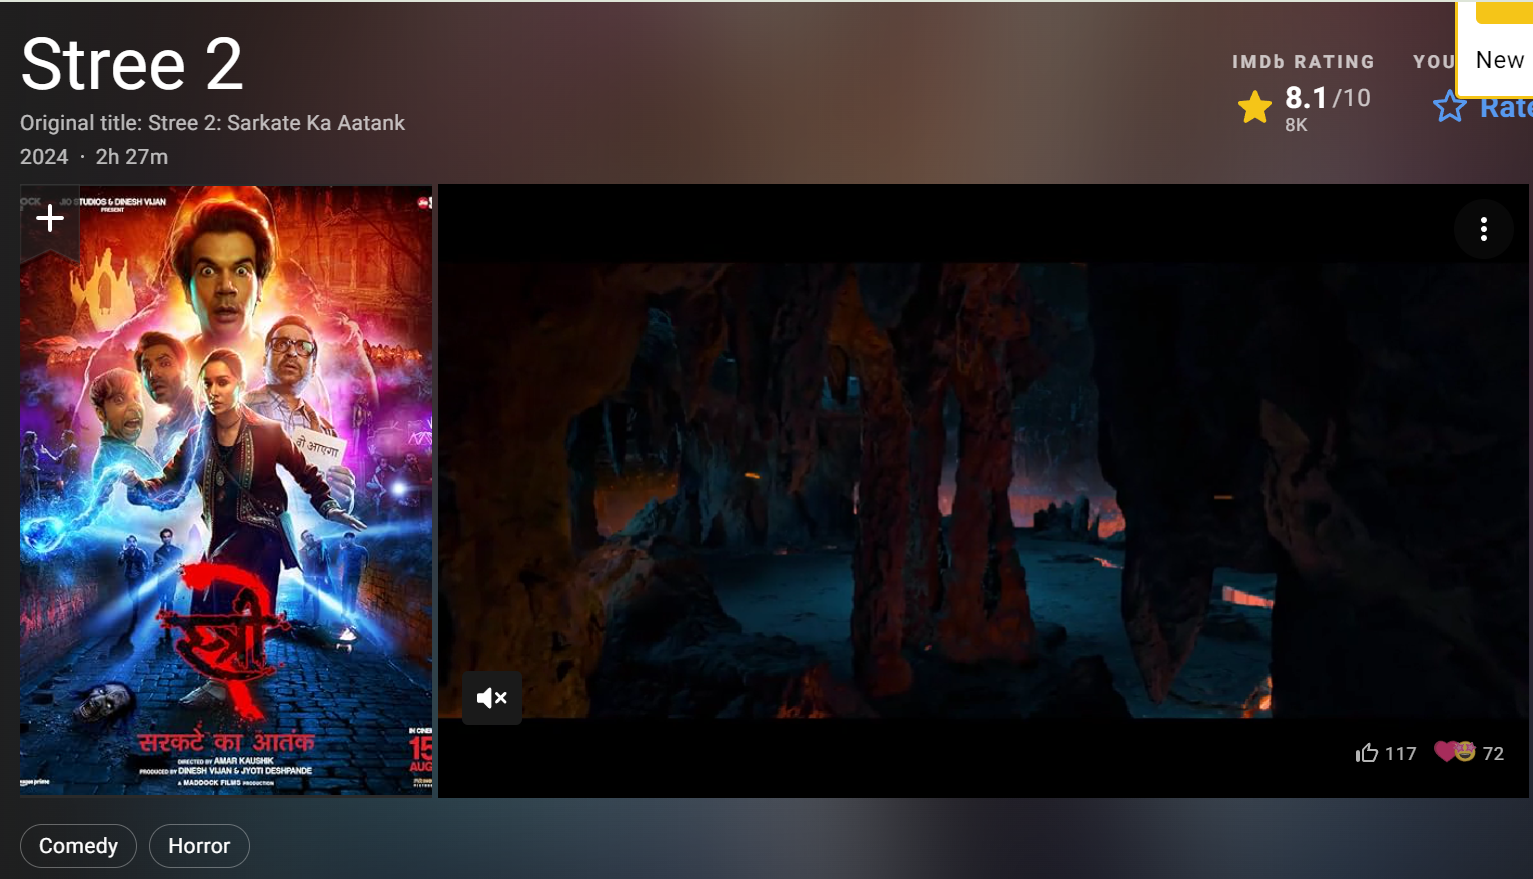 Stree 2
Original title: Stree 2: Sarkate Ka Aatank
2024 · 2h 27m
IMDb RATING
8.1/10
8K
YOU
Rate
New
JIO STUDIOS & DINESH VIJAN
PRESENT
वो आएगा
स्त्री
सरकटे का आतंक
DIRECTED BY AMAR KAUSHIK
PRODUCED BY DINESH VIJAN & JYOTI DESHPANDE
A MADDOCK FILMS PRODUCTION
IN CINE
15
AUG
prime
117
72
Comedy
Horror